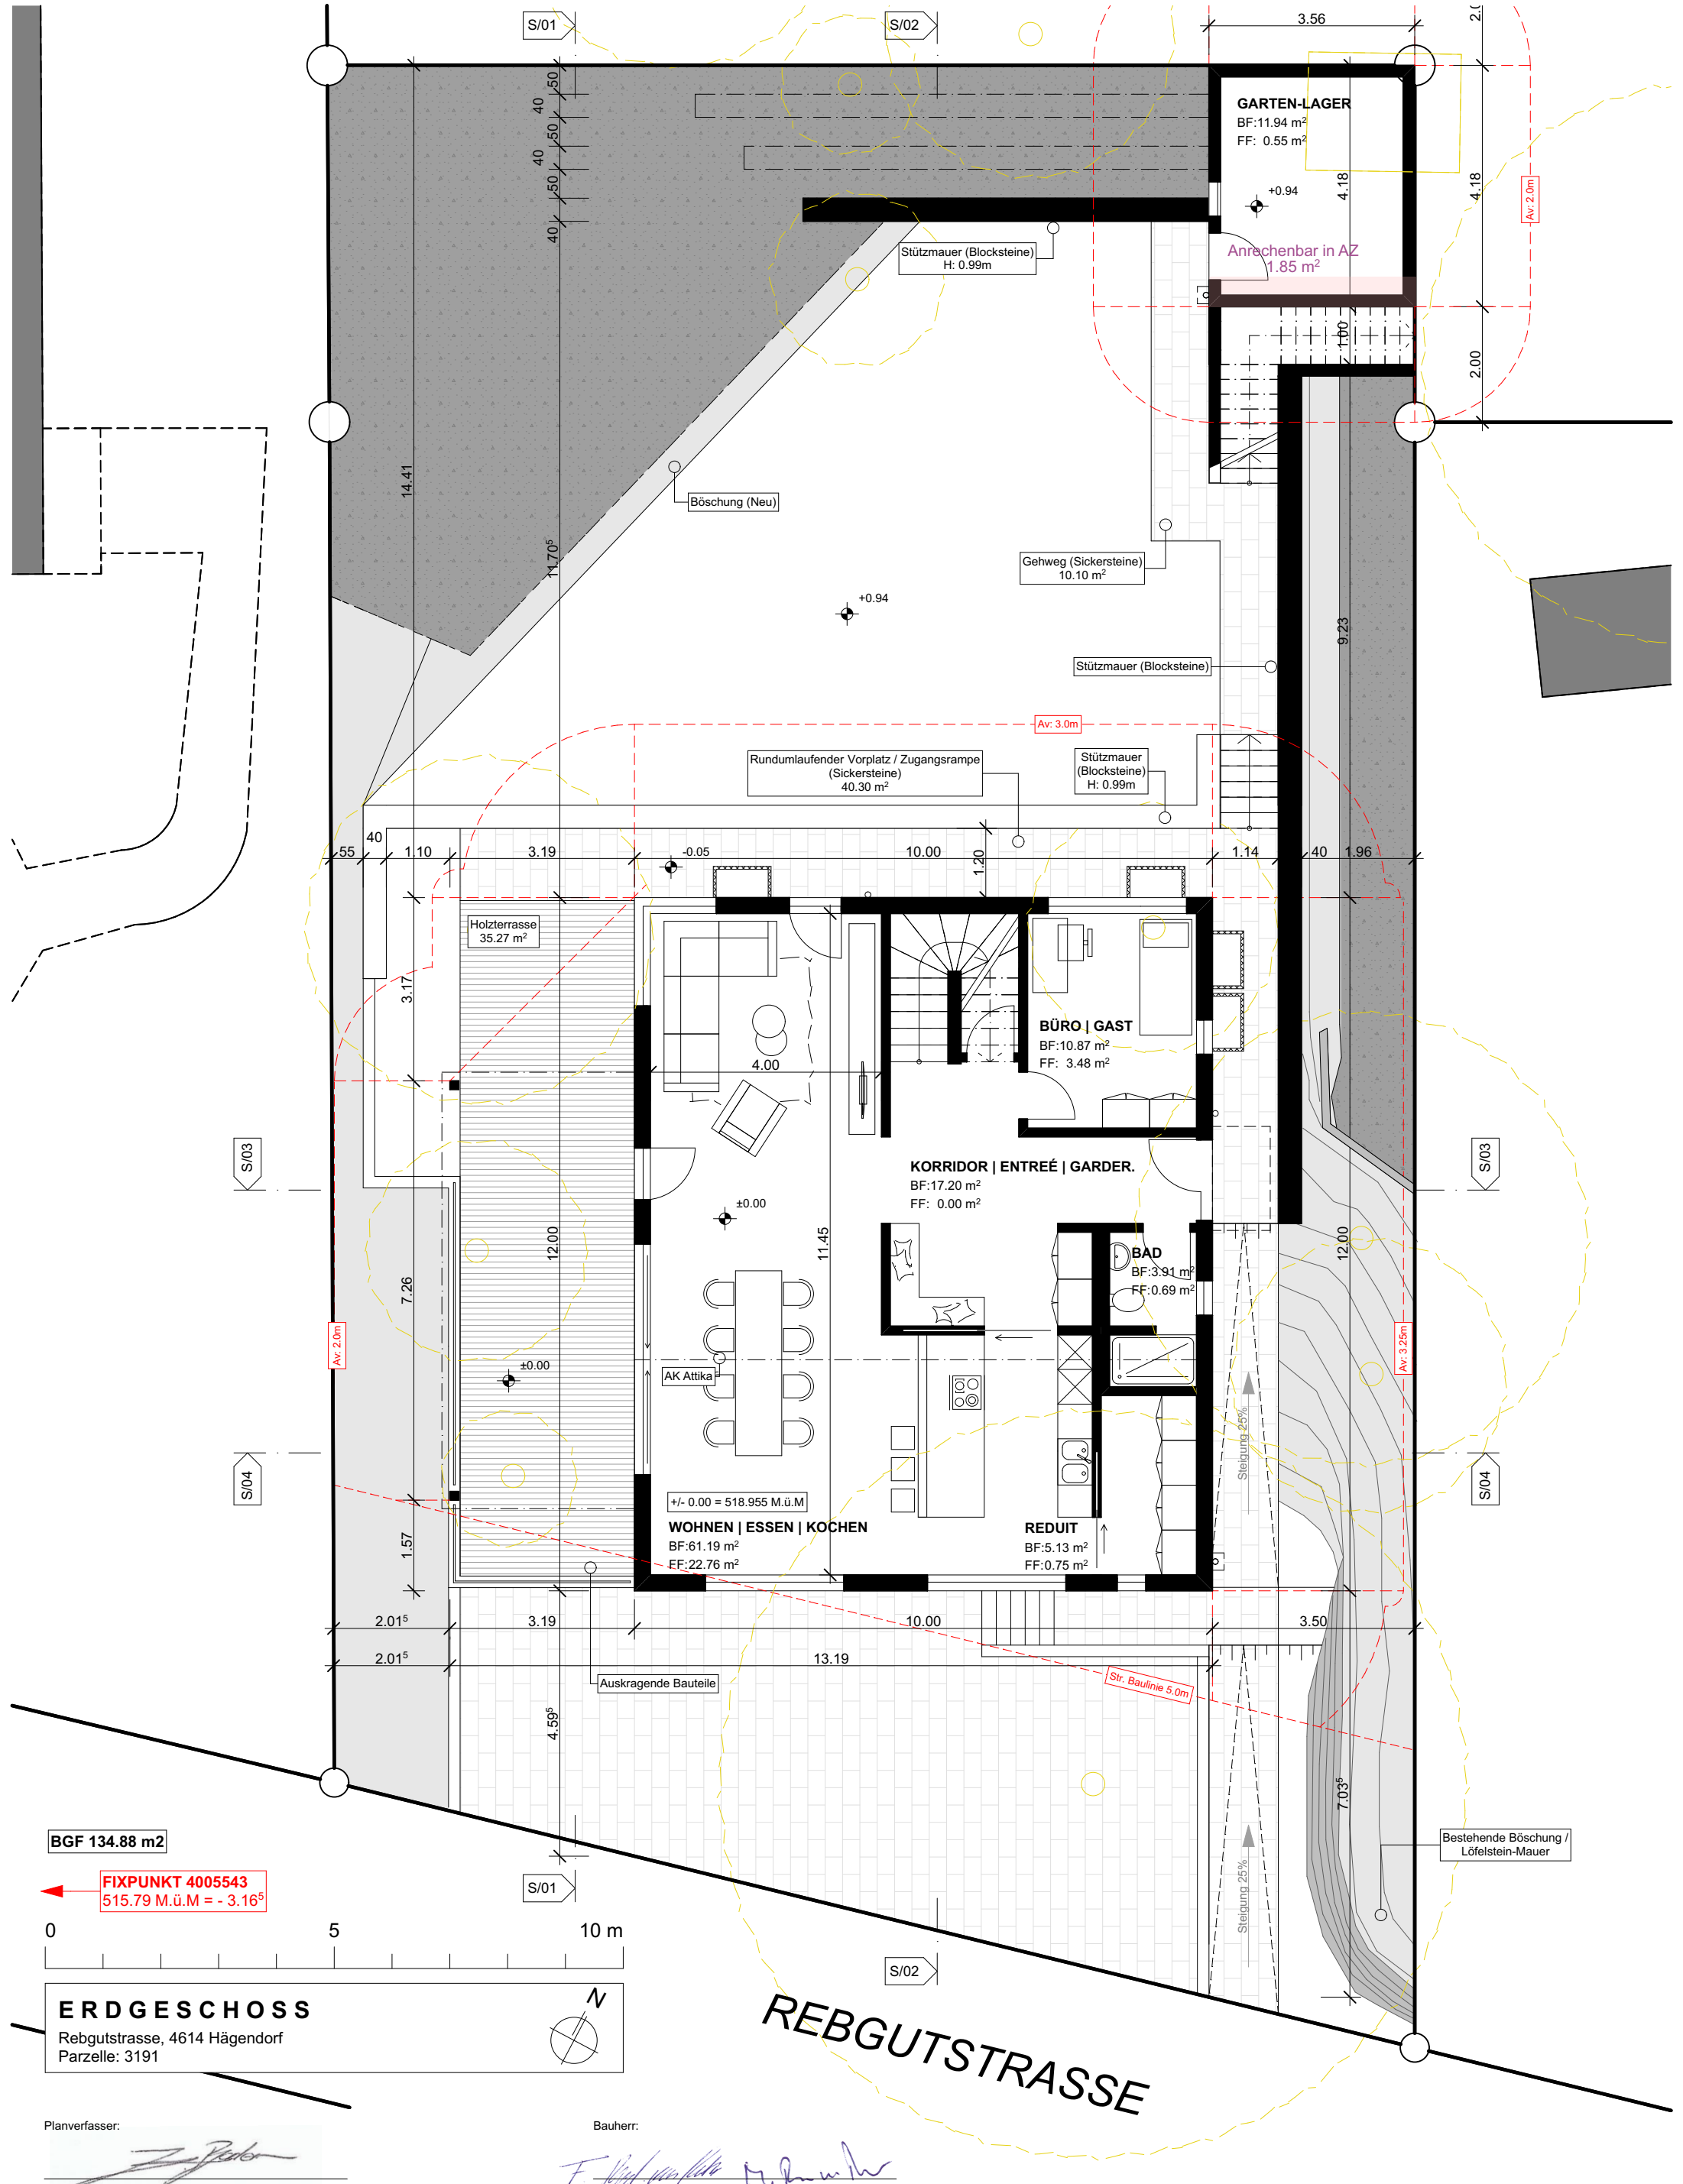 S/01
S/02
3.56
50
40
50
40
50
40
GARTEN-LAGER
BF:11.94 m²
FF: 0.55 m²
+0.94
4.18
4.18
Av: 2.0m
Anrechenbar in AZ
1.85 m²
Stützmauer (Blocksteine)
H: 0.99m
1.00
2.00
14.41
Böschung (Neu)
11.70⁵
Gehweg (Sickersteine)
10.10 m²
+0.94
9.23
Stützmauer (Blocksteine)
Av: 3.0m
Rundumlaufender Vorplatz / Zugangsrampe
(Sickersteine)
40.30 m²
Stützmauer
(Blocksteine)
H: 0.99m
55
40
1.10
3.19
-0.05
10.00
1.20
1.14
40
1.96
Holzterrasse
35.27 m²
3.17
4.00
BÜRO | GAST
BF:10.87 m²
FF: 3.48 m²
S/03
S/03
KORRIDOR | ENTREÉ | GARDER.
BF:17.20 m²
FF: 0.00 m²
±0.00
12.00
11.45
12.00
BAD
BF:3.91 m²
FF:0.69 m²
7.26
Av: 2.0m
Av: 3.25m
±0.00
AK Attika
Steigung 25%
S/04
S/04
+/- 0.00 = 518.955 M.ü.M
WOHNEN | ESSEN | KOCHEN
BF:61.19 m²
FF:22.76 m²
REDUIT
BF:5.13 m²
FF:0.75 m²
1.57
2.01⁵
3.19
10.00
3.50
2.01⁵
13.19
Auskragende Bauteile
Str. Baulinie 5.0m
4.59⁵
7.03⁵
Steigung 25%
Bestehende Böschung /
Löfelstein-Mauer
BGF 134.88 m2
FIXPUNKT 4005543
515.79 M.ü.M = - 3.16⁵
S/01
S/02
0 5 10 m
ERDGESCHOSS
Rebgutstrasse, 4614 Hägendorf
Parzelle: 3191
N
REBGUTSTRASSE
Planverfasser:
Bauherr: